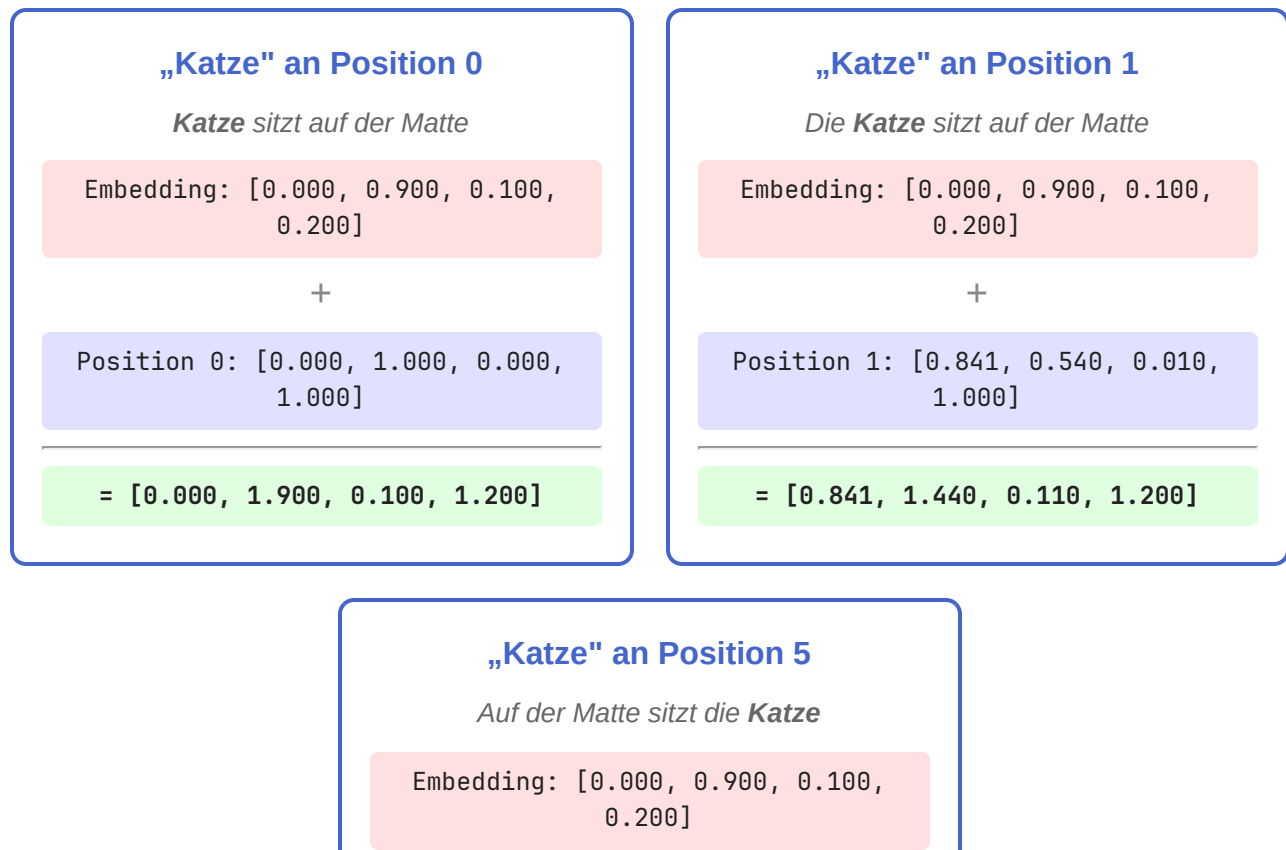 „Katze" an Position 0
Katze sitzt auf der Matte
Embedding: [0.000, 0.900, 0.100,
0.200]
+
Position 0: [0.000, 1.000, 0.000,
1.000]
= [0.000, 1.900, 0.100, 1.200]
„Katze" an Position 1
Die Katze sitzt auf der Matte
Embedding: [0.000, 0.900, 0.100,
0.200]
+
Position 1: [0.841, 0.540, 0.010,
1.000]
= [0.841, 1.440, 0.110, 1.200]
„Katze" an Position 5
Auf der Matte sitzt die Katze
Embedding: [0.000, 0.900, 0.100,
0.200]